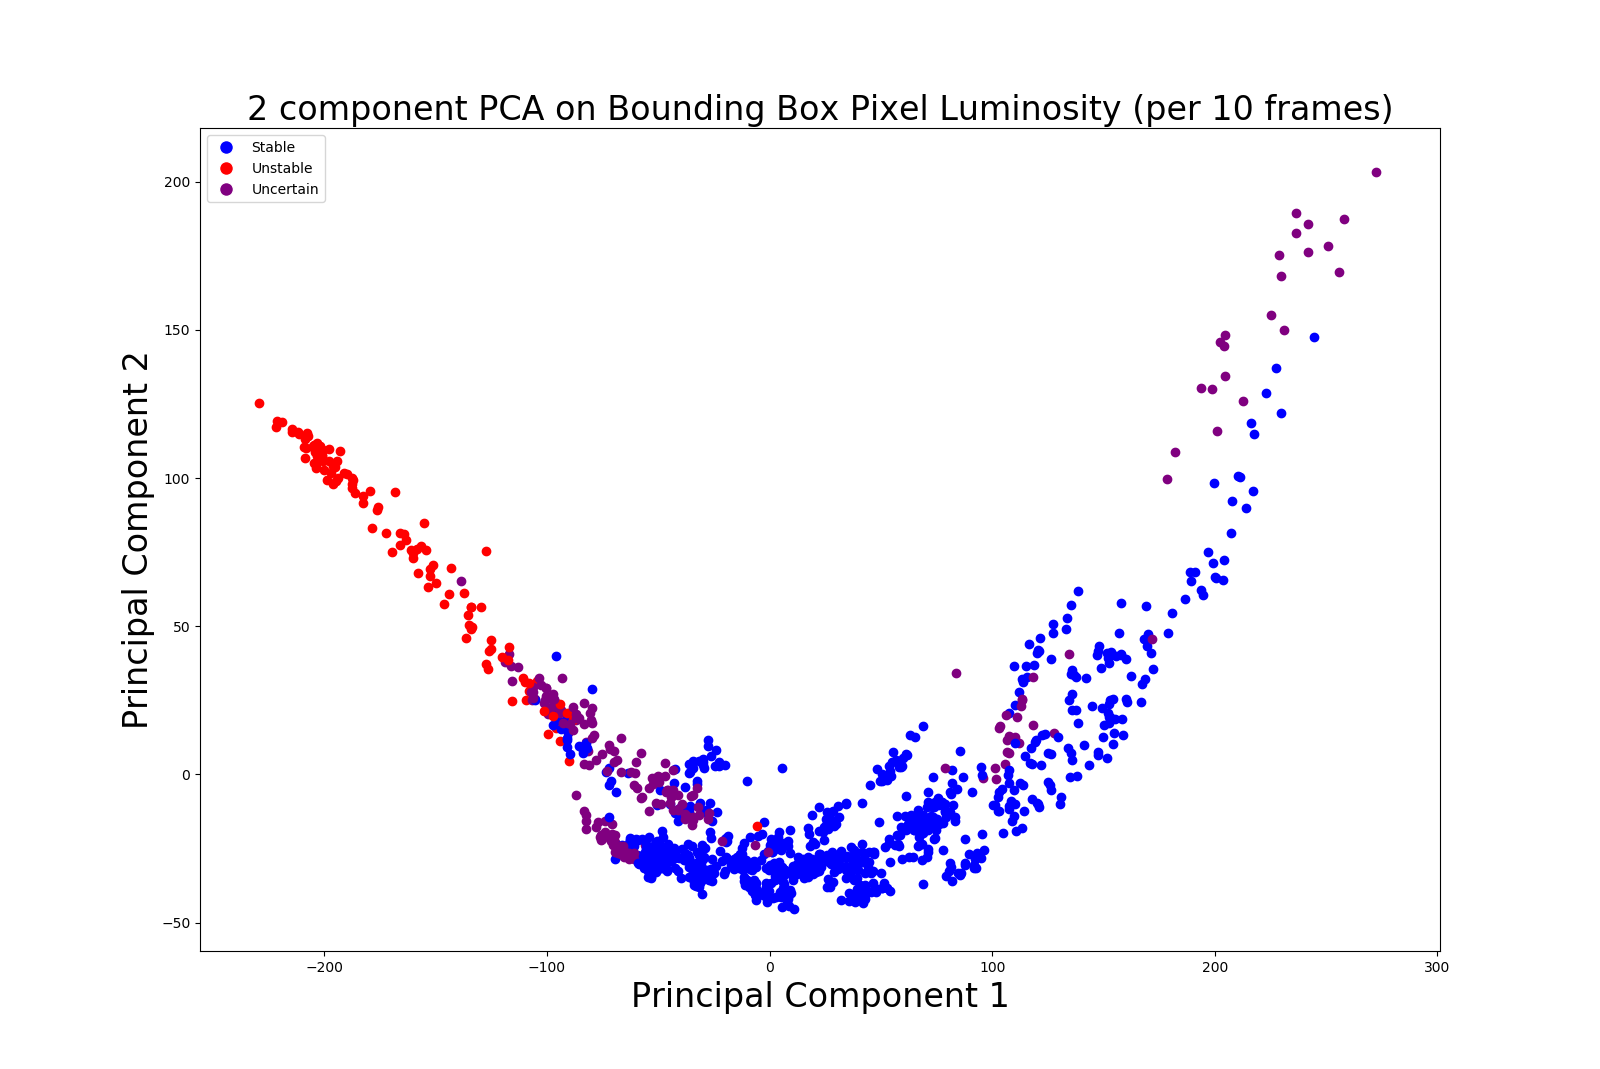 2 component PCA on Bounding Box Pixel Luminosity (per 10 frames)
Stable
Unstable
Uncertain
Principal Component 2
200
150
100
50
0
−50
−200
−100
0
100
200
300
Principal Component 1